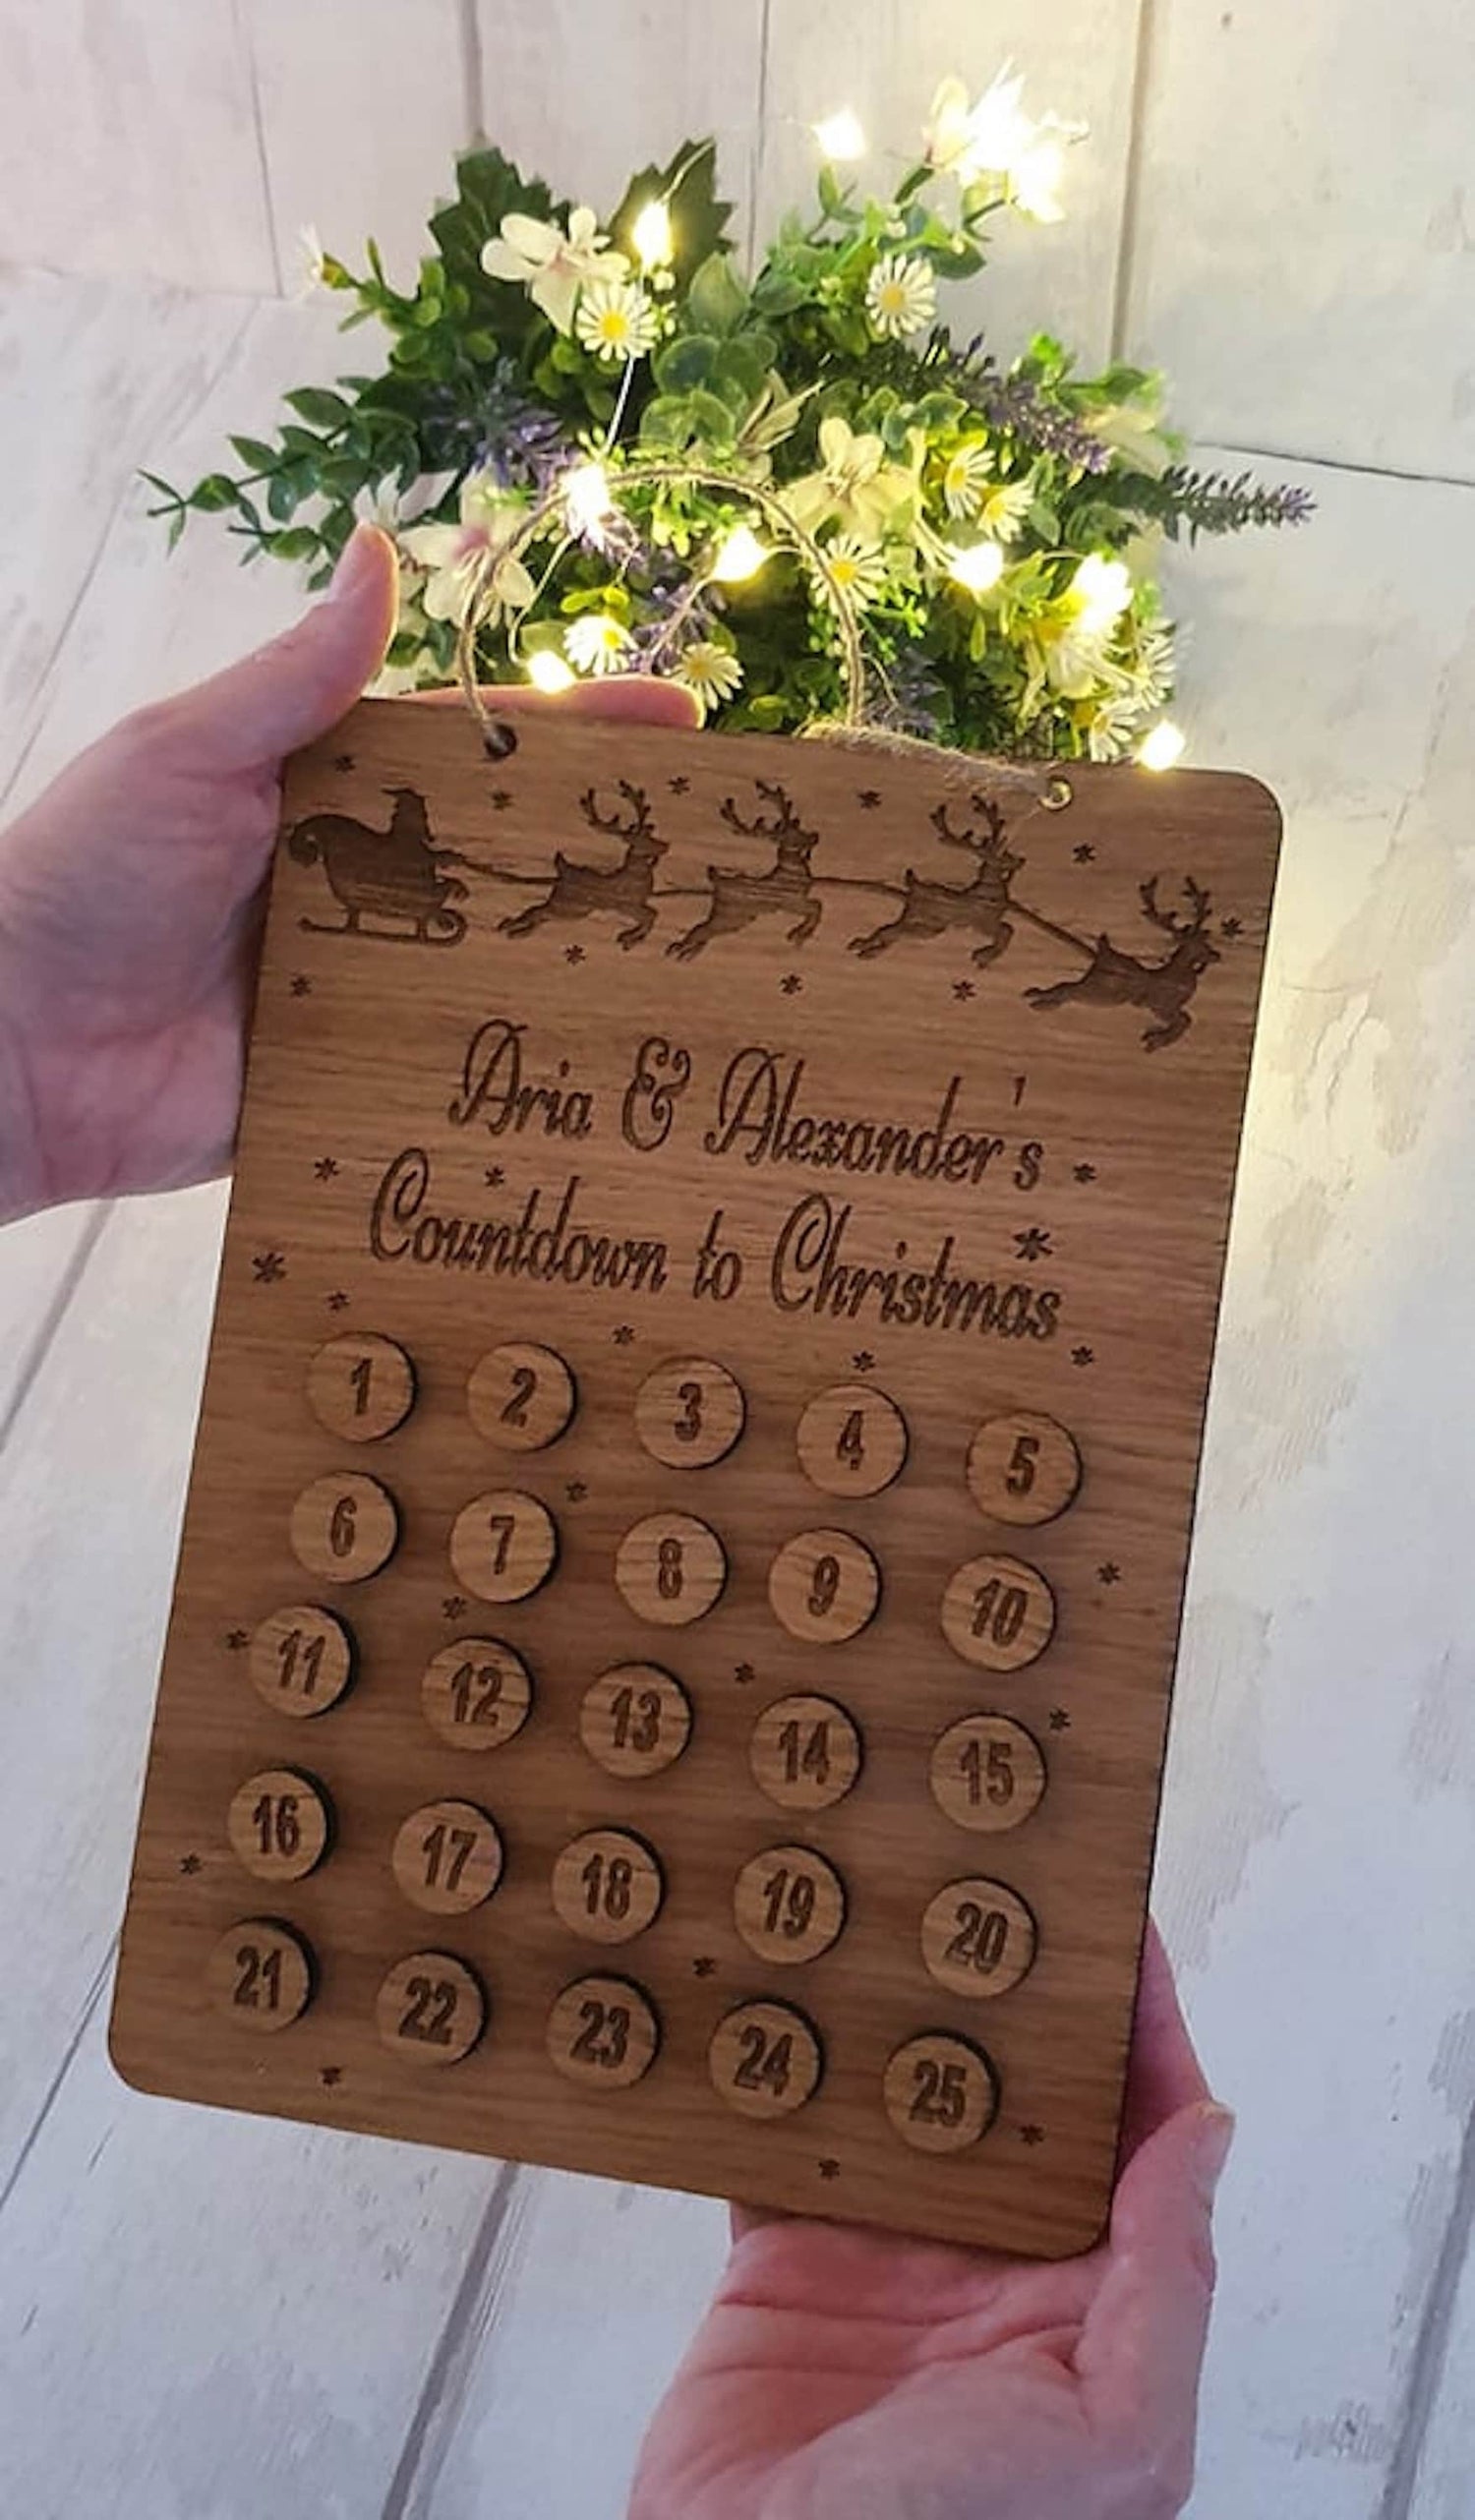 Aria & Alexander's
Countdown to Christmas
1 2 3 4 5
6 7 8 9 10
11 12 13 14 15
16 17 18 19 20
21 22 23 24 25